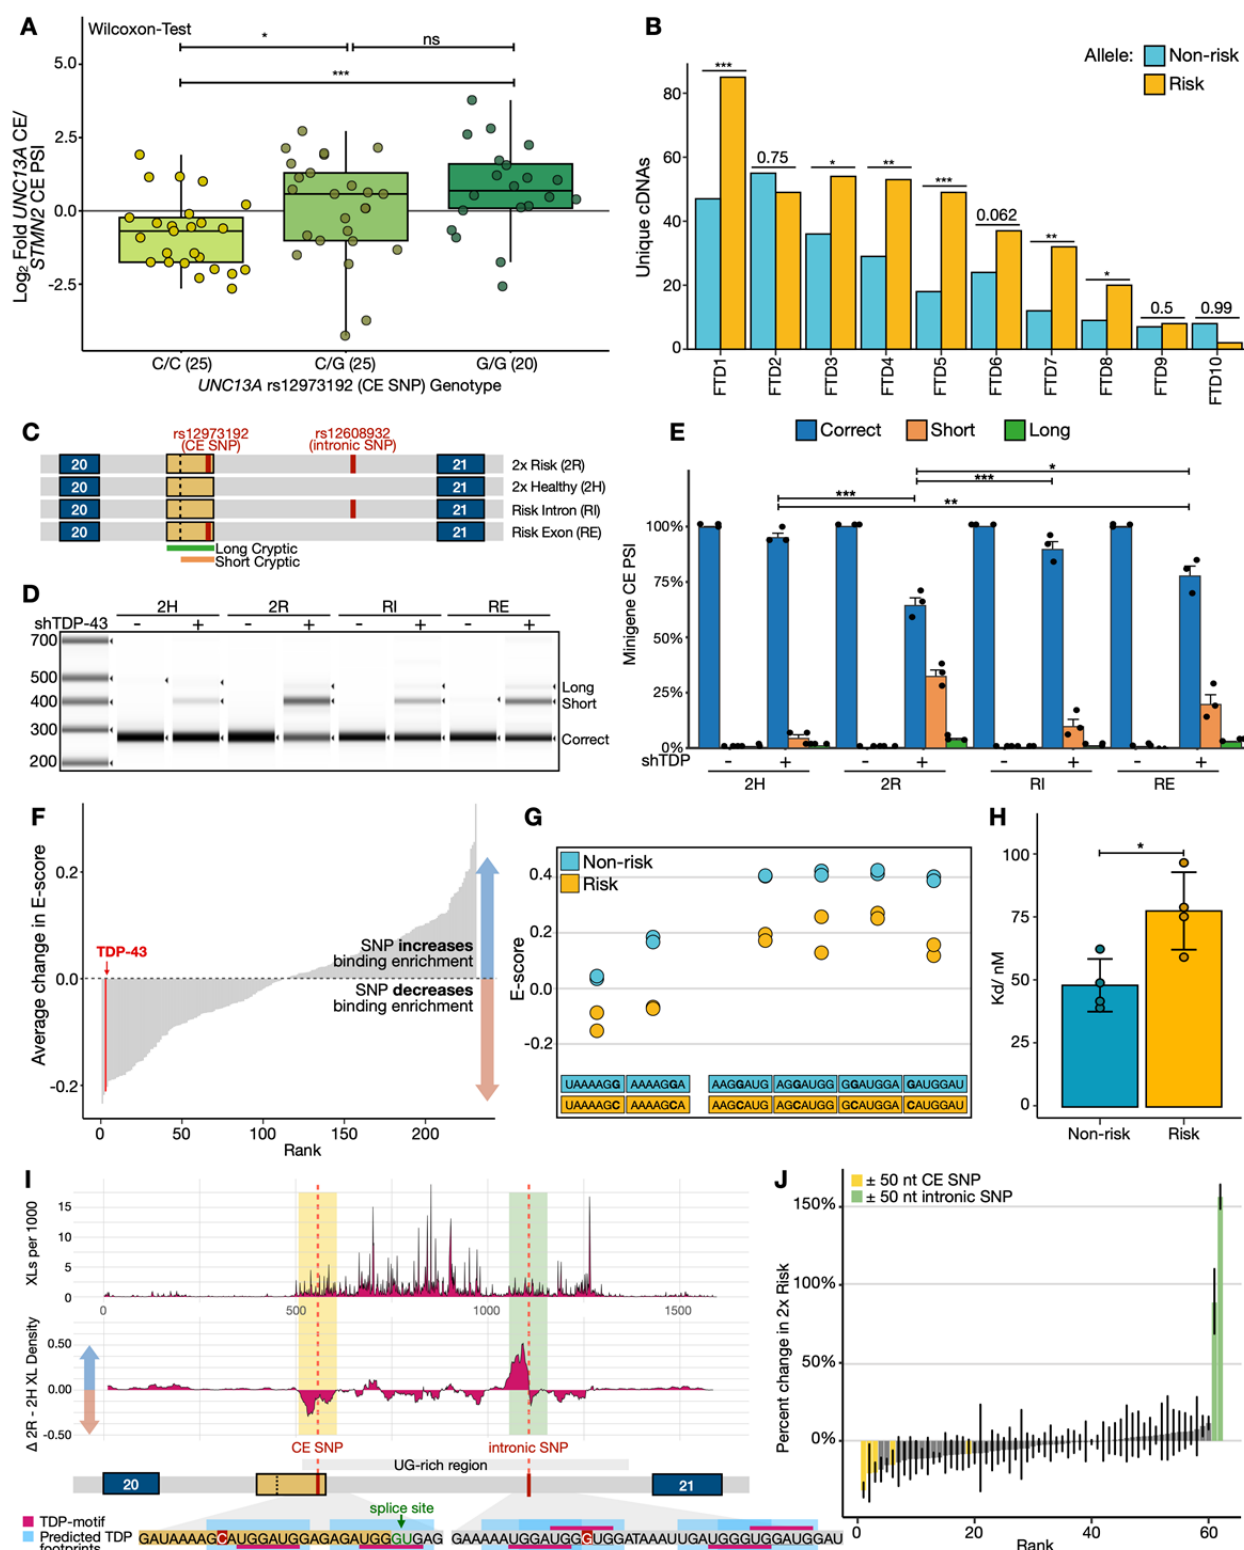 A
Wilcoxon-Test
*
ns
***
5.0
2.5
0.0
-2.5
Log2 Fold UNC13A CE/
STMN2 CE PSI
C/C (25)
C/G (25)
G/G (20)
UNC13A rs12973192 (CE SNP) Genotype
B
Allele:
Non-risk
Risk
Unique cDNAs
80
60
40
20
0
***
0.75
*
**
***
0.062
**
*
0.5
0.99
FTD1
FTD2
FTD3
FTD4
FTD5
FTD6
FTD7
FTD8
FTD9
FTD10
C
rs12973192
(CE SNP)
rs12608932
(intronic SNP)
20
21
2x Risk (2R)
20
21
2x Healthy (2H)
20
21
Risk Intron (RI)
20
21
Risk Exon (RE)
Long Cryptic
Short Cryptic
D
2H
2R
RI
RE
shTDP-43
- + - + - + - +
700
500
400
300
200
Long
Short
Correct
E
Correct
Short
Long
*
***
***
**
Minigene CE PSI
100%
75%
50%
25%
0%
shTDP
- + - + - + - +
2H
2R
RI
RE
F
Average change in E-score
0.2
0.0
-0.2
TDP-43
SNP increases
binding enrichment
SNP decreases
binding enrichment
0
50
100
150
200
Rank
G
Non-risk
Risk
E-score
0.4
0.2
0.0
-0.2
UAAAAGG
AAAAGGA
AAGGAUG
AGGAUGG
GGAUGGA
GAUGGAU
UAAAAGC
AAAAGCA
AAGCAUG
AGCAUGG
GCAUGGA
CAUGGAU
H
*
Kd/ nM
100
75
50
25
0
Non-risk
Risk
I
XLs per 1000
15
10
5
0
0
500
1000
1500
Δ 2R - 2H XL Density
0.50
0.00
-0.50
CE SNP
intronic SNP
UG-rich region
20
21
splice site
TDP-motif
Predicted TDP
footprints
GAUAAAAGCAUGGAUGGAGAGAUGGGUGAG
GAAAAAUGGAUGGGUGGAUAAAUUGAUGGGUGGAUGGAU
J
± 50 nt CE SNP
± 50 nt intronic SNP
Percent change in 2x Risk
150%
100%
50%
0%
0
20
40
60
Rank